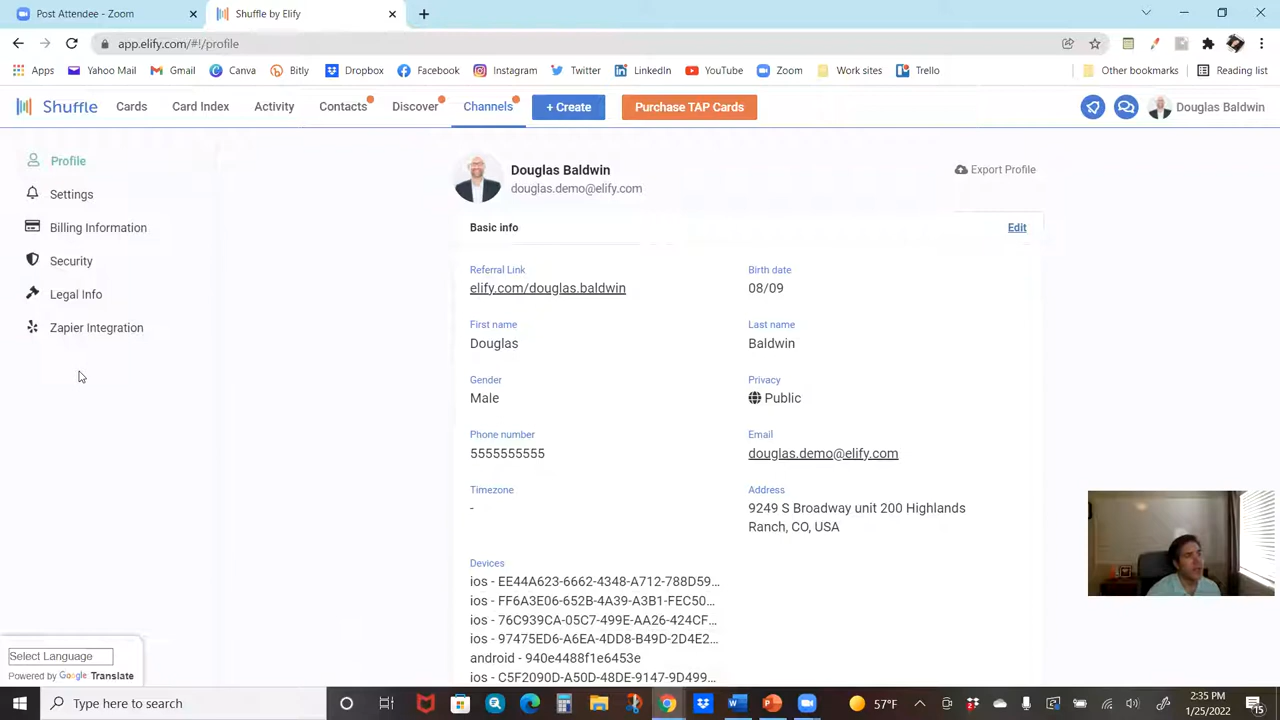 Post Attendee - Zoom
Shuffle by Elify
app.elify.com/#!/profile
Apps Yahoo Mail Gmail Canva Bitly Dropbox Facebook Instagram Twitter LinkedIn YouTube Zoom Work sites Trello Other bookmarks Reading list
Shuffle Cards Card Index Activity Contacts Discover Channels + Create Purchase TAP Cards Douglas Baldwin
Profile
Settings
Billing Information
Security
Legal Info
Zapier Integration
Douglas Baldwin
douglas.demo@elify.com
Export Profile
Basic info Edit
Referral Link Birth date
elify.com/douglas.baldwin 08/09
First name Last name
Douglas Baldwin
Gender Privacy
Male Public
Phone number Email
5555555555 douglas.demo@elify.com
Timezone Address
- 9249 S Broadway unit 200 Highlands
Ranch, CO, USA
Devices
ios - EE44A623-6662-4348-A712-788D59...
ios - FF6A3E06-652B-4A39-A3B1-FEC50...
ios - 76C939CA-05C7-499E-AA26-424CF...
ios - 97475ED6-A6EA-4DD8-B49D-2D4E2...
android - 940e4488f1e6453e
ios - C5F2090D-A50D-48DE-9147-9D499...
Select Language
Powered by Google Translate
Type here to search
57°F
2:35 PM
1/25/2022
15